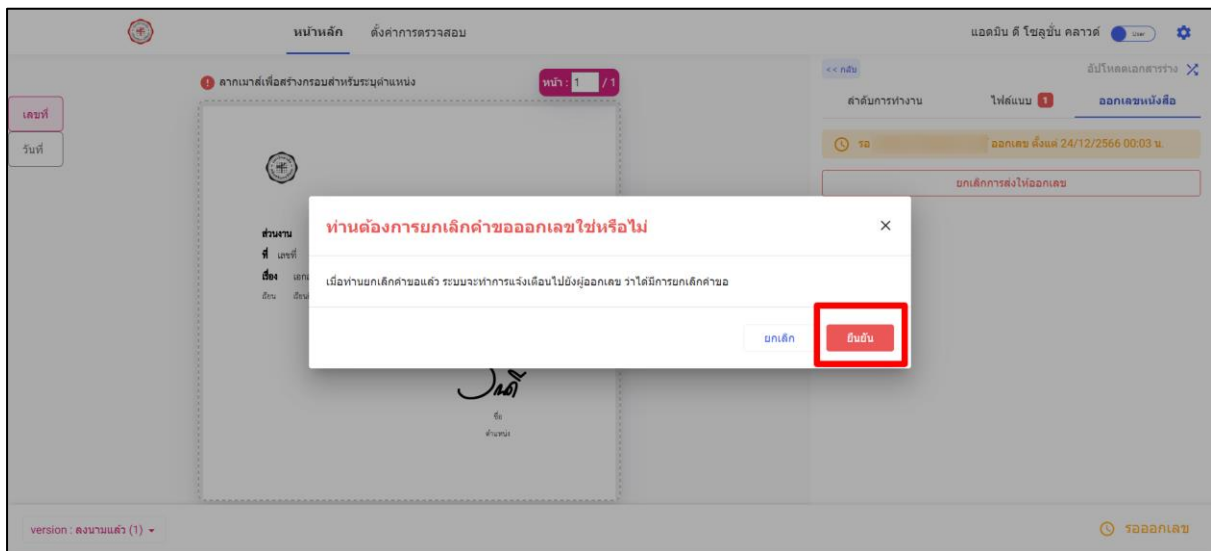 หน้าหลัก ตั้งค่าการตรวจสอบ แอดมิน ดี โซลูชั่น คลาวด์ User
ลากเมาส์เพื่อสร้างกรอบสำหรับระบุตำแหน่ง หน้า : 1 / 1
<< กลับ อัปโหลดเอกสารร่าง
ลำดับการทำงาน ไฟล์แนบ 1 ออกเลขหนังสือ
เลขที่
วันที่
รอ ออกเลข ตั้งแต่ 24/12/2566 00:03 น.
ยกเลิกการส่งให้ออกเลข
ท่านต้องการยกเลิกคำขอออกเลขใช่หรือไม่
ส่วนงาน
ที่ เลขที่
เรื่อง
เรียน
เมื่อท่านยกเลิกคำขอแล้ว ระบบจะทำการแจ้งเตือนไปยังผู้ออกเลข ว่าได้มีการยกเลิกคำขอ
ยกเลิก ยืนยัน
ชื่อ
ตำแหน่ง
version : ลงนามแล้ว (1) รอออกเลข